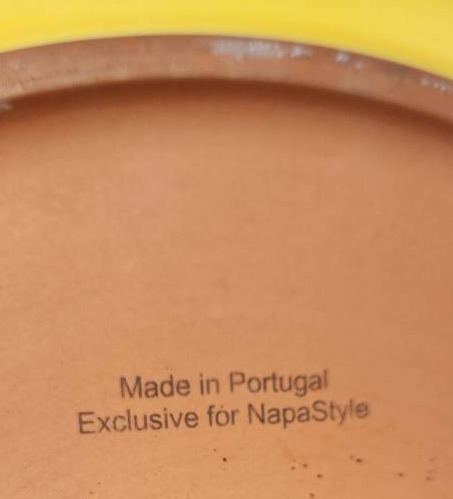 Made in Portugal
Exclusive for NapaStyle